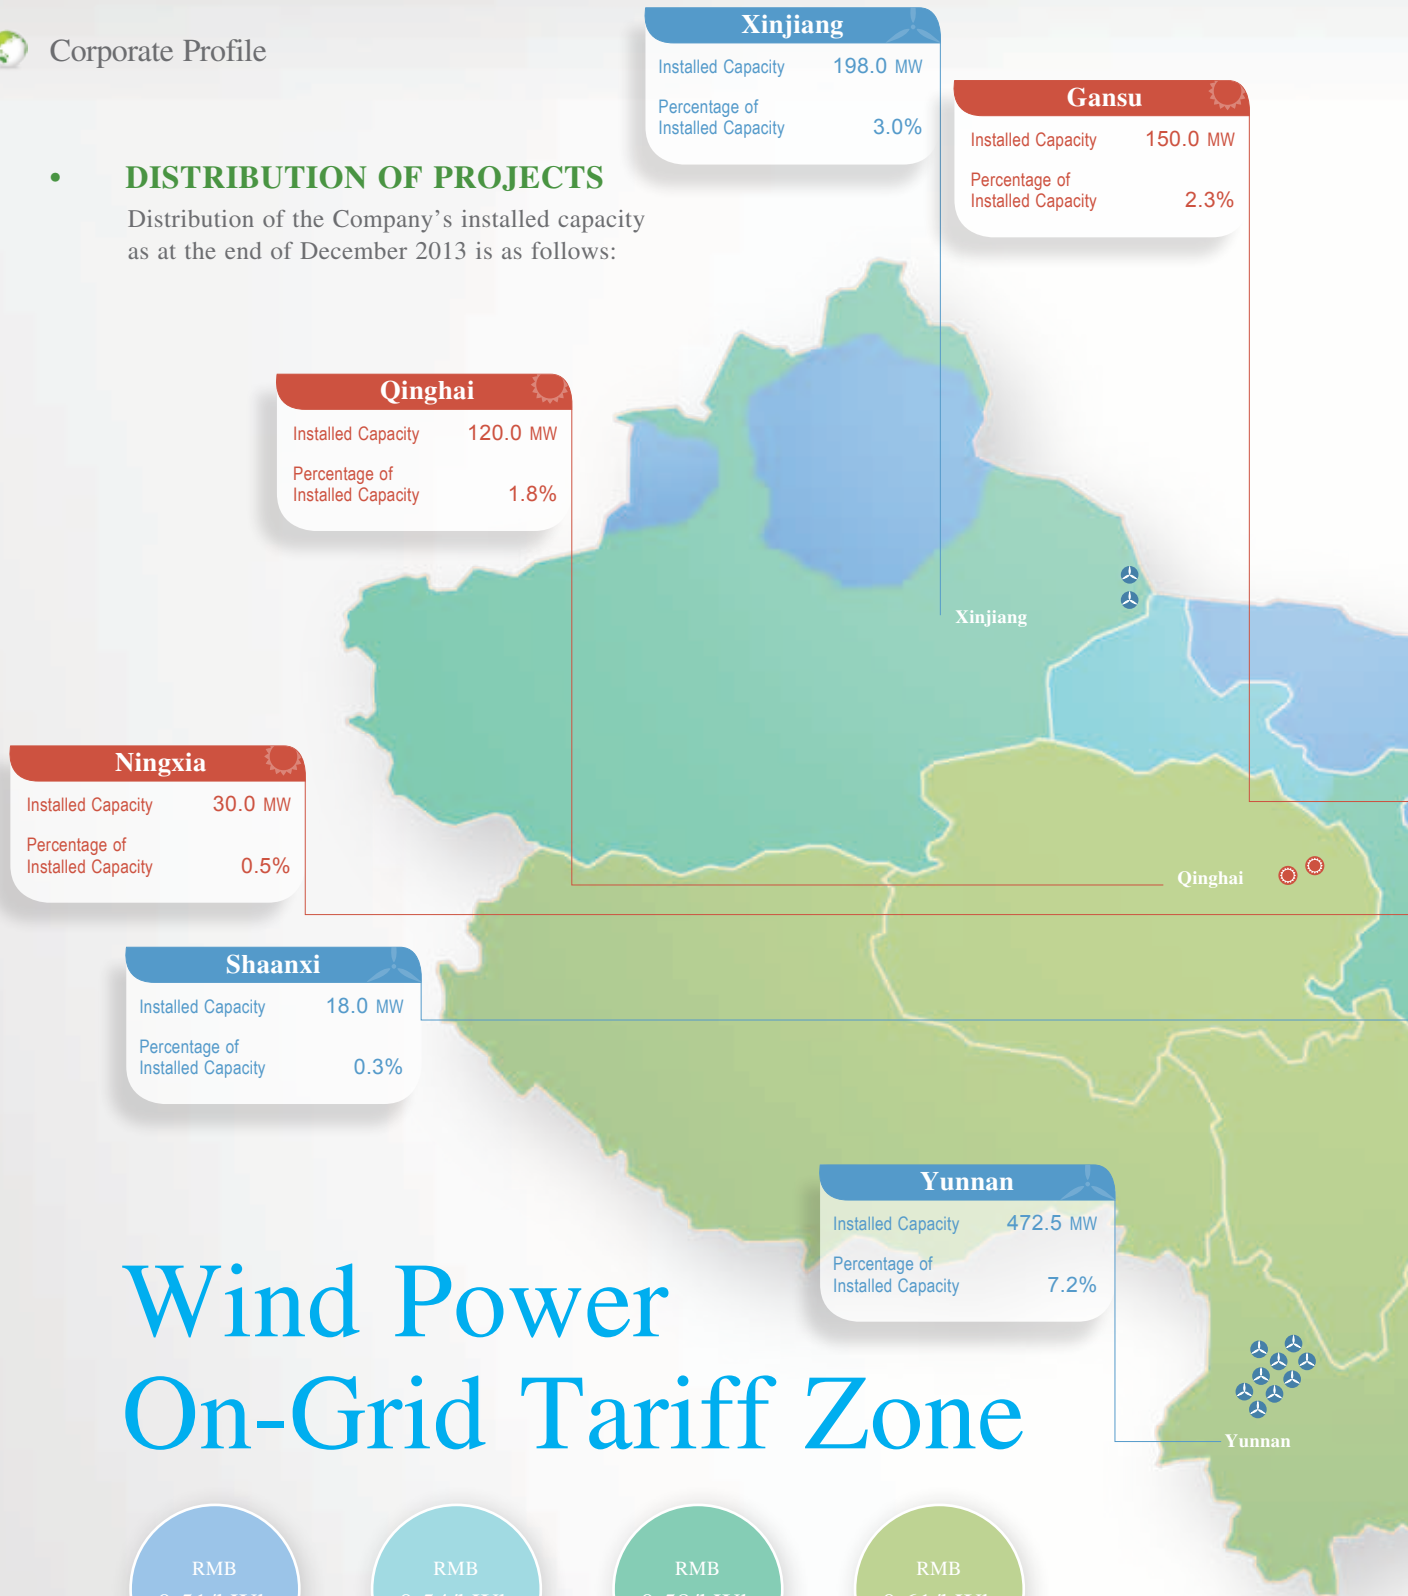 Corporate Profile
Xinjiang
Installed Capacity 198.0 MW
Percentage of
Installed Capacity 3.0%
Gansu
Installed Capacity 150.0 MW
Percentage of
Installed Capacity 2.3%
• DISTRIBUTION OF PROJECTS
Distribution of the Company's installed capacity
as at the end of December 2013 is as follows:
Qinghai
Installed Capacity 120.0 MW
Percentage of
Installed Capacity 1.8%
Xinjiang
Ningxia
Installed Capacity 30.0 MW
Percentage of
Installed Capacity 0.5%
Qinghai
Shaanxi
Installed Capacity 18.0 MW
Percentage of
Installed Capacity 0.3%
Yunnan
Installed Capacity 472.5 MW
Percentage of
Installed Capacity 7.2%
Wind Power
On-Grid Tariff Zone
Yunnan
RMB
RMB
RMB
RMB